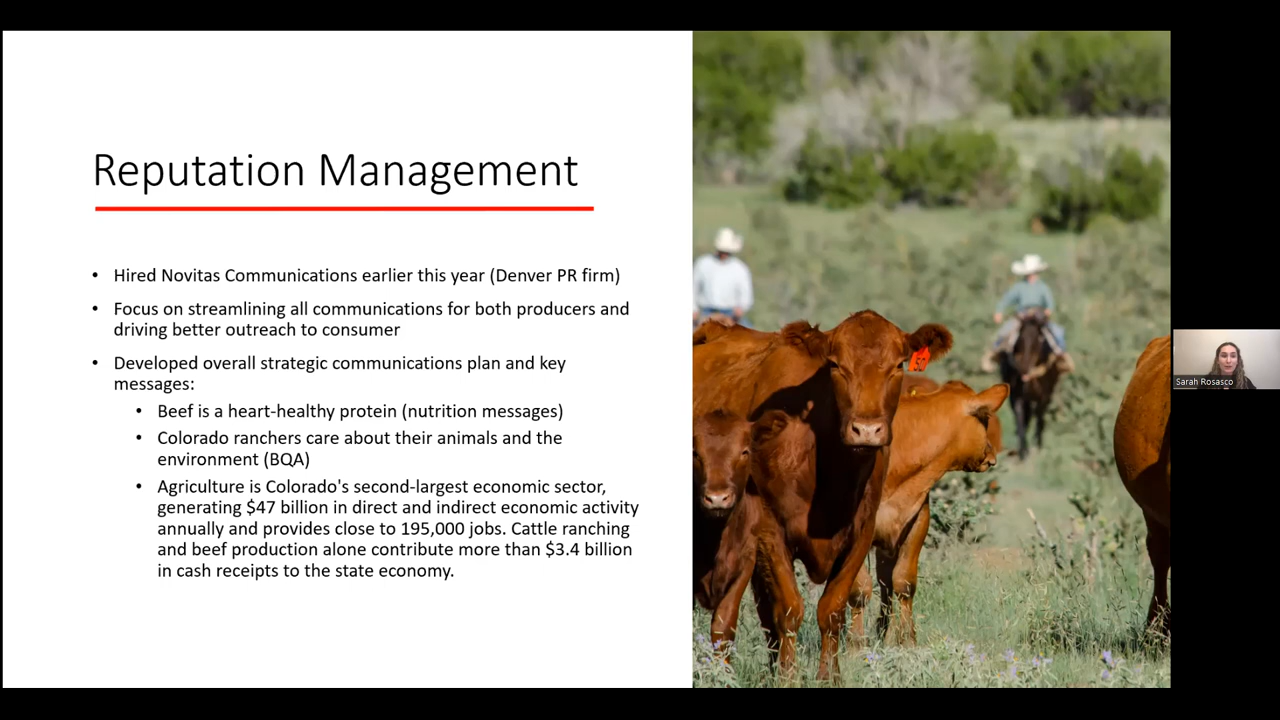 Reputation Management
• Hired Novitas Communications earlier this year (Denver PR firm)
• Focus on streamlining all communications for both producers and
driving better outreach to consumer
• Developed overall strategic communications plan and key
messages:
• Beef is a heart-healthy protein (nutrition messages)
• Colorado ranchers care about their animals and the
environment (BQA)
• Agriculture is Colorado's second-largest economic sector,
generating $47 billion in direct and indirect economic activity
annually and provides close to 195,000 jobs. Cattle ranching
and beef production alone contribute more than $3.4 billion
in cash receipts to the state economy.
Sarah Rosasco